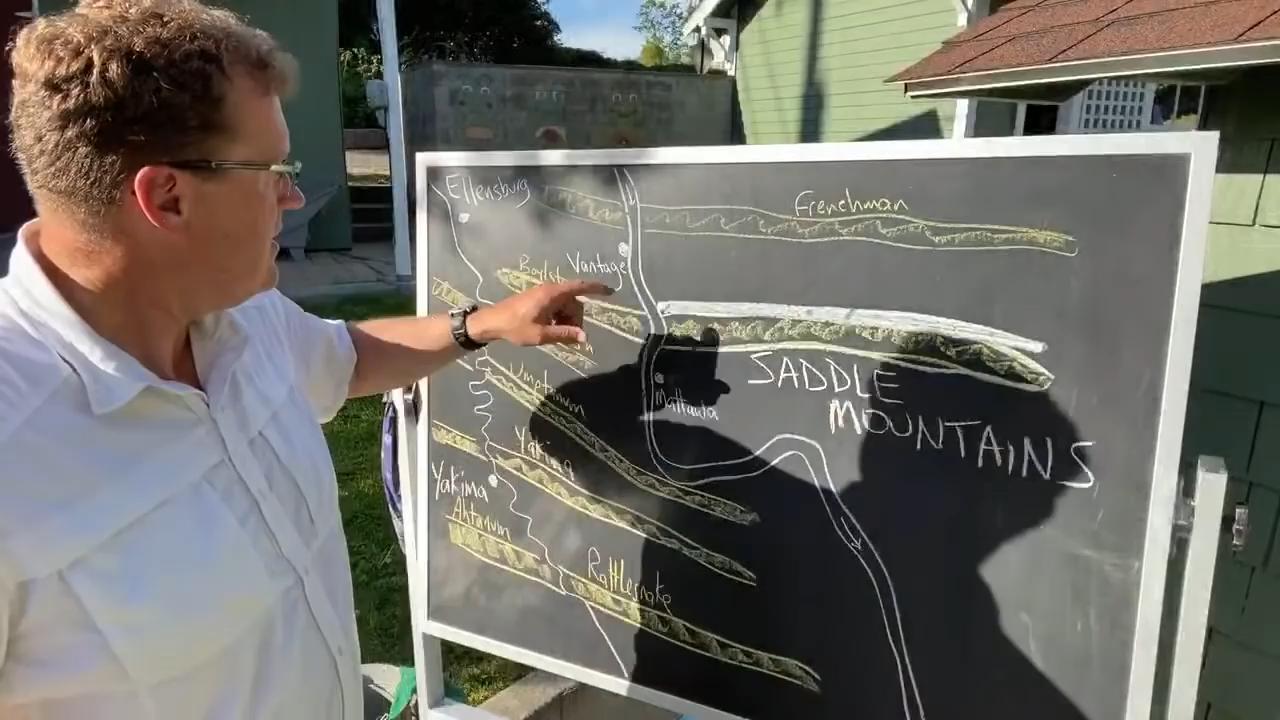 Ellensburg
Frenchman
Vantage
SADDLE
MOUNTAINS
Umptanum
Mattawa
Yakima
Yakima
Ahtanum
Rattlesnake